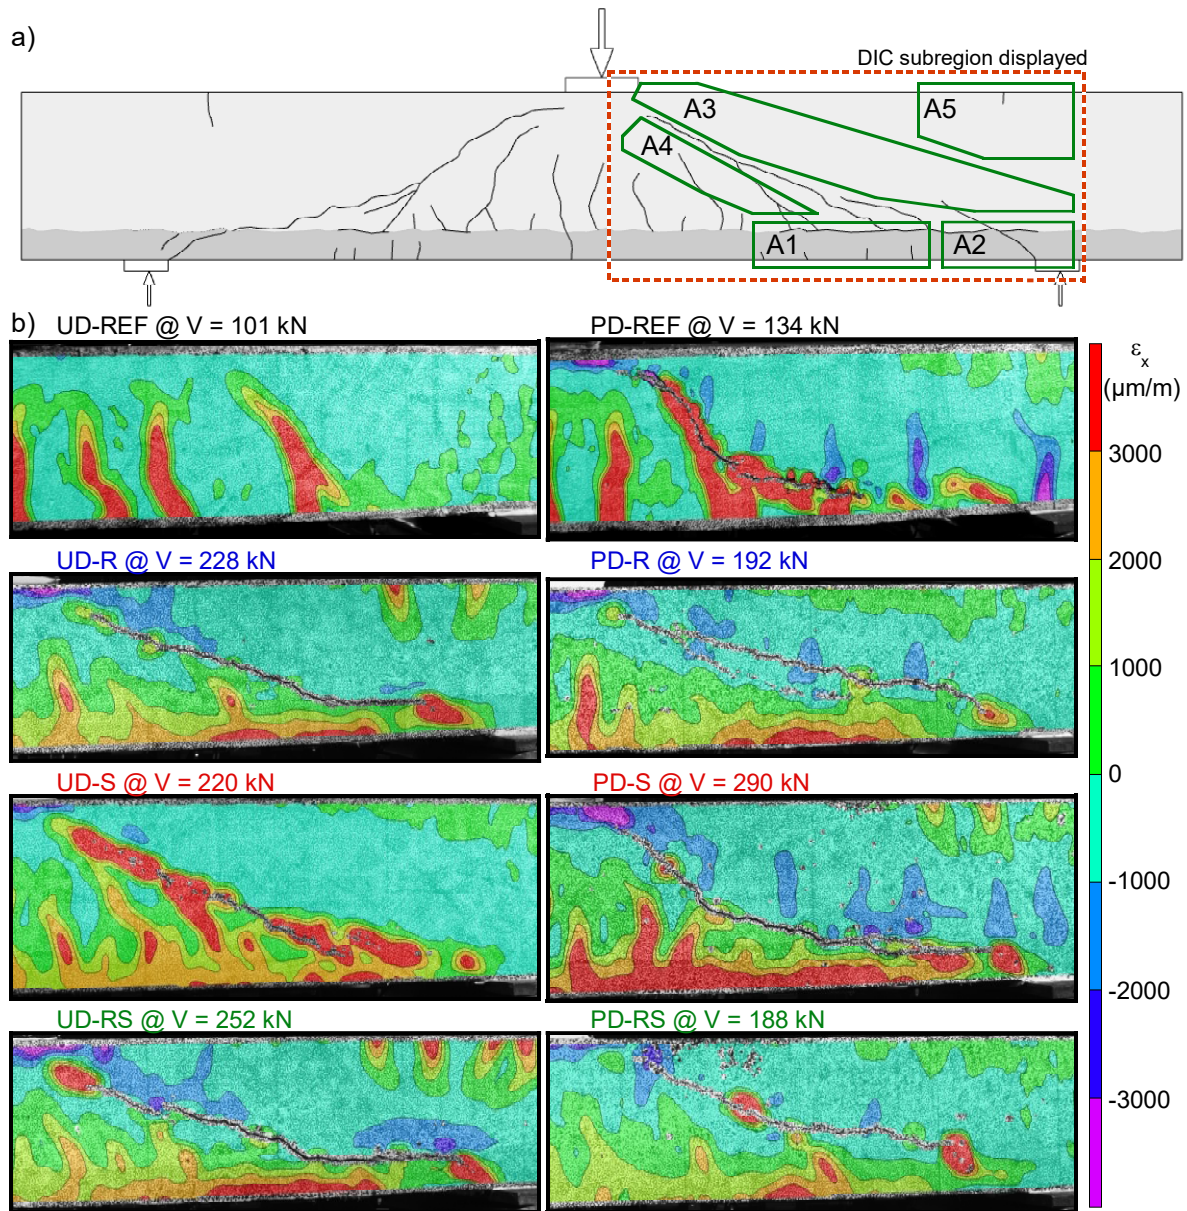 a)
DIC subregion displayed
A3
A5
A4
A1
A2
b)
UD-REF @ V = 101 kN
PD-REF @ V = 134 kN
εx
(μm/m)
3000
UD-R @ V = 228 kN
PD-R @ V = 192 kN
2000
1000
UD-S @ V = 220 kN
PD-S @ V = 290 kN
0
-1000
-2000
UD-RS @ V = 252 kN
PD-RS @ V = 188 kN
-3000